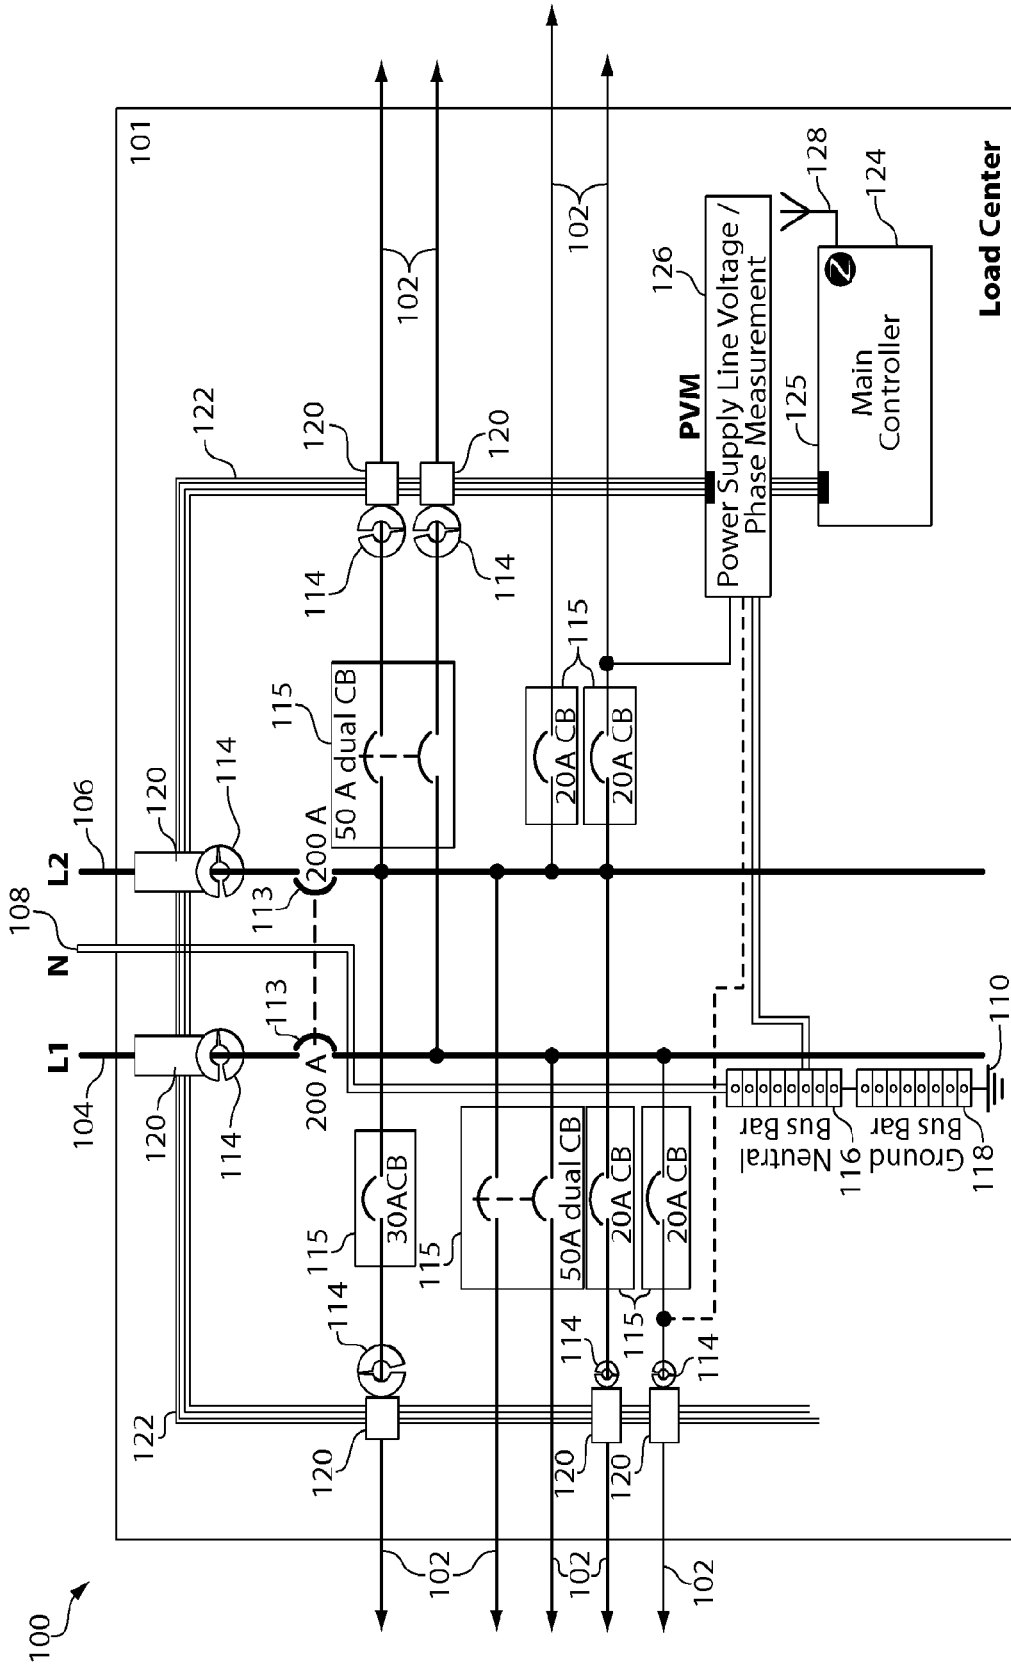 100
101
L1
N
L2
104
108
106
120
120
114
114
113
113
200 A
200 A
122
122
120
120
114
114
115
50 A dual CB
115
30ACB
114
120
102
102
102
115
50A dual CB
20A CB
20A CB
115
114
114
120
120
102
102
115
20A CB
20A CB
102
PVM
126
Power Supply Line Voltage /
Phase Measurement
128
124
125
Main
Controller
Z
Neutral
Bus Bar
116
Ground
Bus Bar
118
110
Load Center